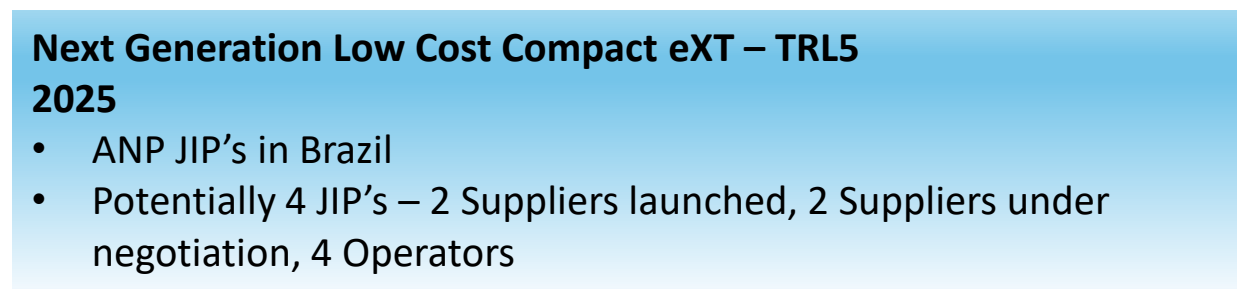 Next Generation Low Cost Compact eXT – TRL5
2025
• ANP JIP’s in Brazil
• Potentially 4 JIP’s – 2 Suppliers launched, 2 Suppliers under
negotiation, 4 Operators